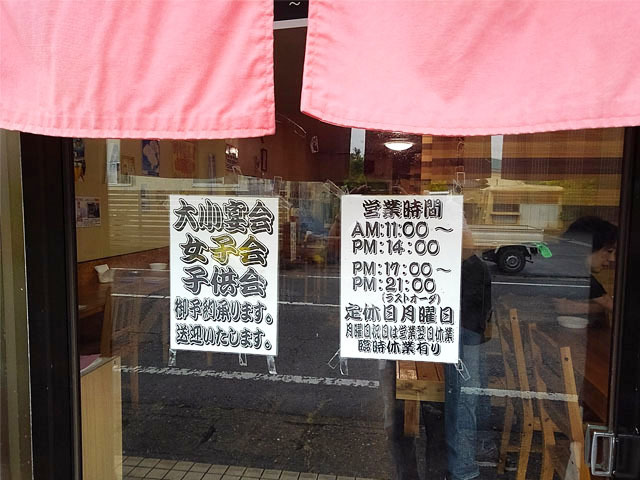 大小宴会
女子会
子供会
御予約承ります。
送迎いたします。
営業時間
AM:11:00～
PM:14:00
PM:17:00～
PM:21:00
(ラストオーダ)
定休日月曜日
月曜日祝日は営業翌日休業
臨時休業有り